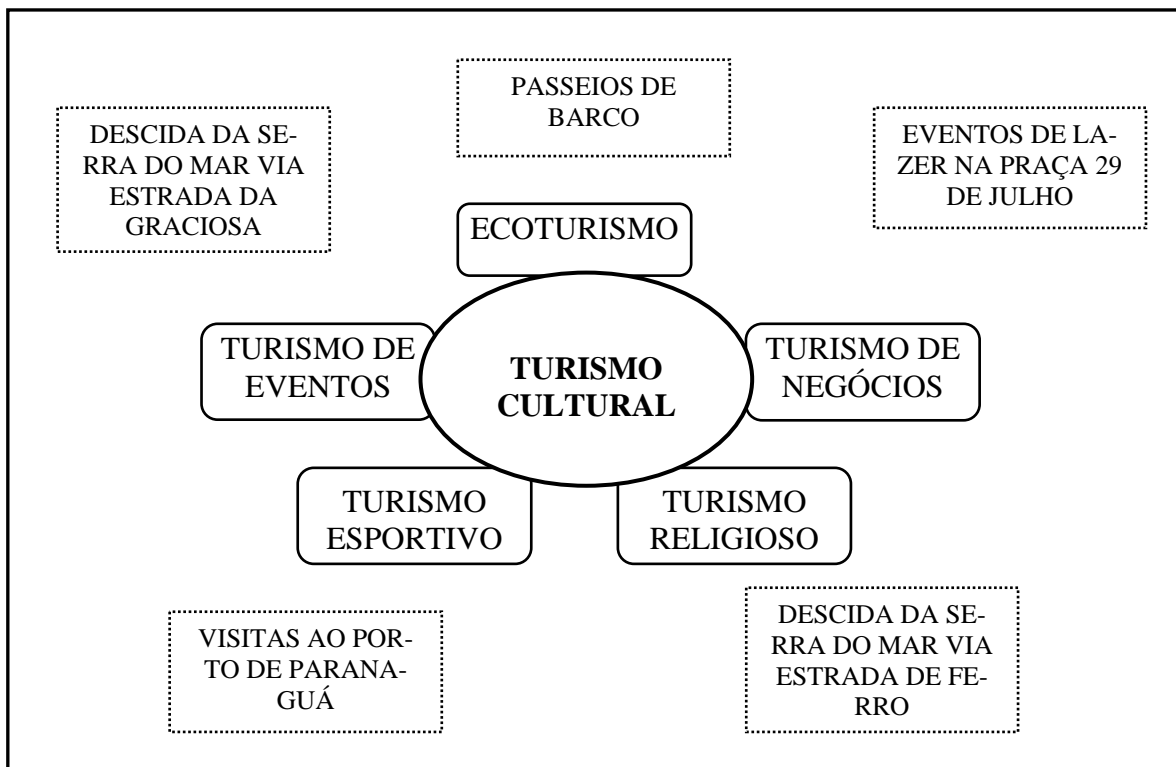 PASSEIOS DE
BARCO
DESCIDA DA SE-
RRA DO MAR VIA
ESTRADA DA
GRACIOSA
EVENTOS DE LA-
ZER NA PRAÇA 29
DE JULHO
ECOTURISMO
TURISMO DE
EVENTOS
TURISMO
CULTURAL
TURISMO DE
NEGÓCIOS
TURISMO
ESPORTIVO
TURISMO
RELIGIOSO
VISITAS AO POR-
TO DE PARANA-
GUÁ
DESCIDA DA SE-
RRA DO MAR VIA
ESTRADA DE FE-
RRO